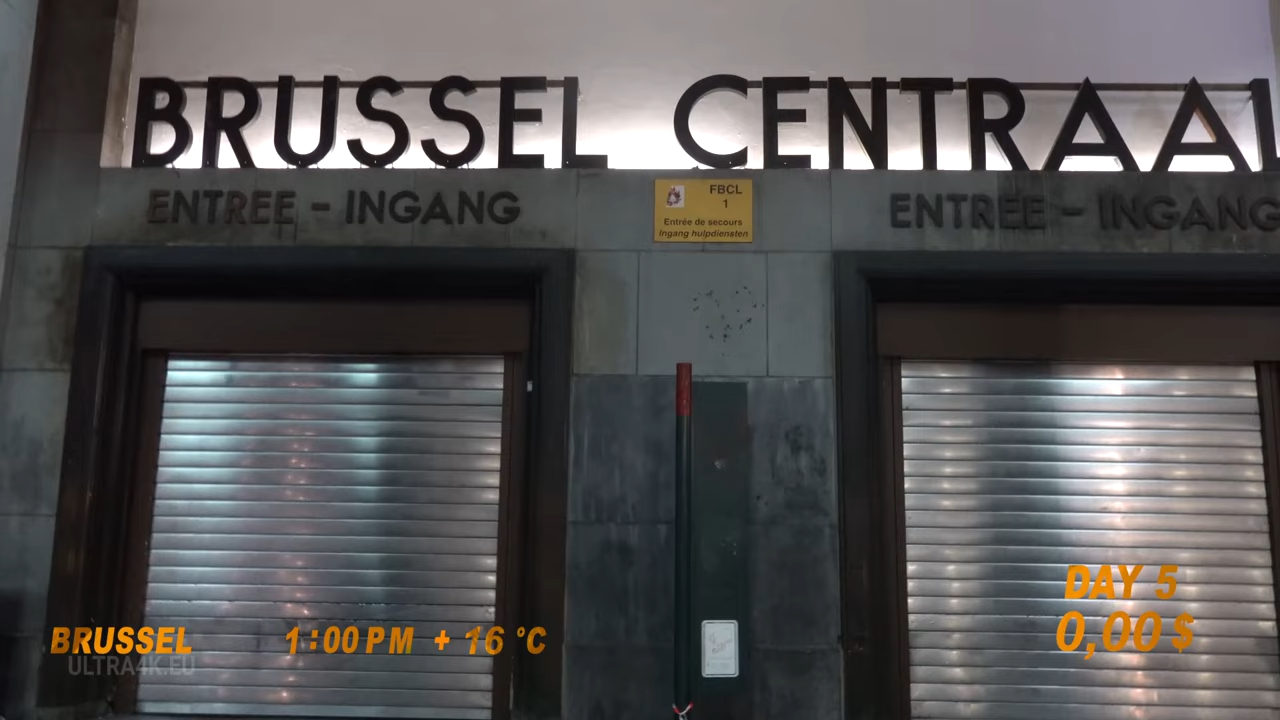 BRUSSEL CENTRAAL
ENTREE - INGANG
ENTREE - INGANG
FBCL
1
Entrée de secours
Ingang hulpdiensten
DAY 5
0,00 $
BRUSSEL 1:00 PM + 16 °C
ULTRA4K.EU